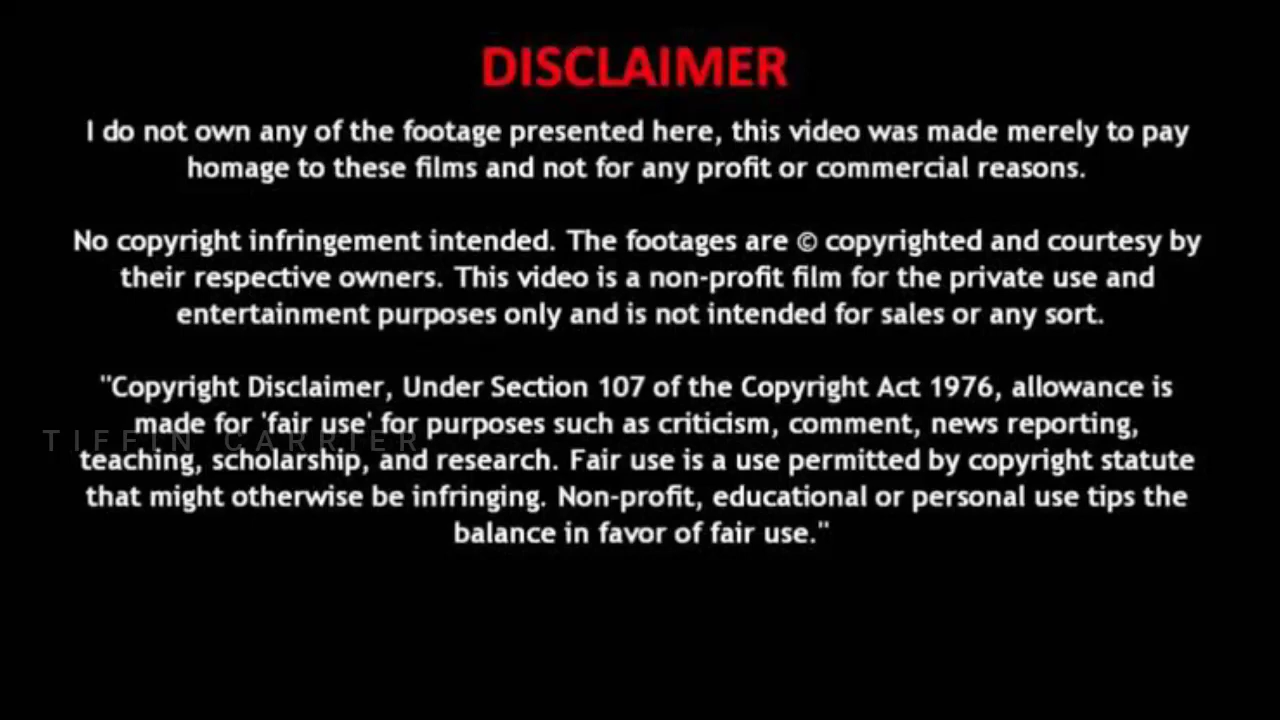 DISCLAIMER
I do not own any of the footage presented here, this video was made merely to pay
homage to these films and not for any profit or commercial reasons.
No copyright infringement intended. The footages are © copyrighted and courtesy by
their respective owners. This video is a non-profit film for the private use and
entertainment purposes only and is not intended for sales or any sort.
"Copyright Disclaimer, Under Section 107 of the Copyright Act 1976, allowance is
made for 'fair use' for purposes such as criticism, comment, news reporting,
TIFFIN CARRIER
teaching, scholarship, and research. Fair use is a use permitted by copyright statute
that might otherwise be infringing. Non-profit, educational or personal use tips the
balance in favor of fair use."